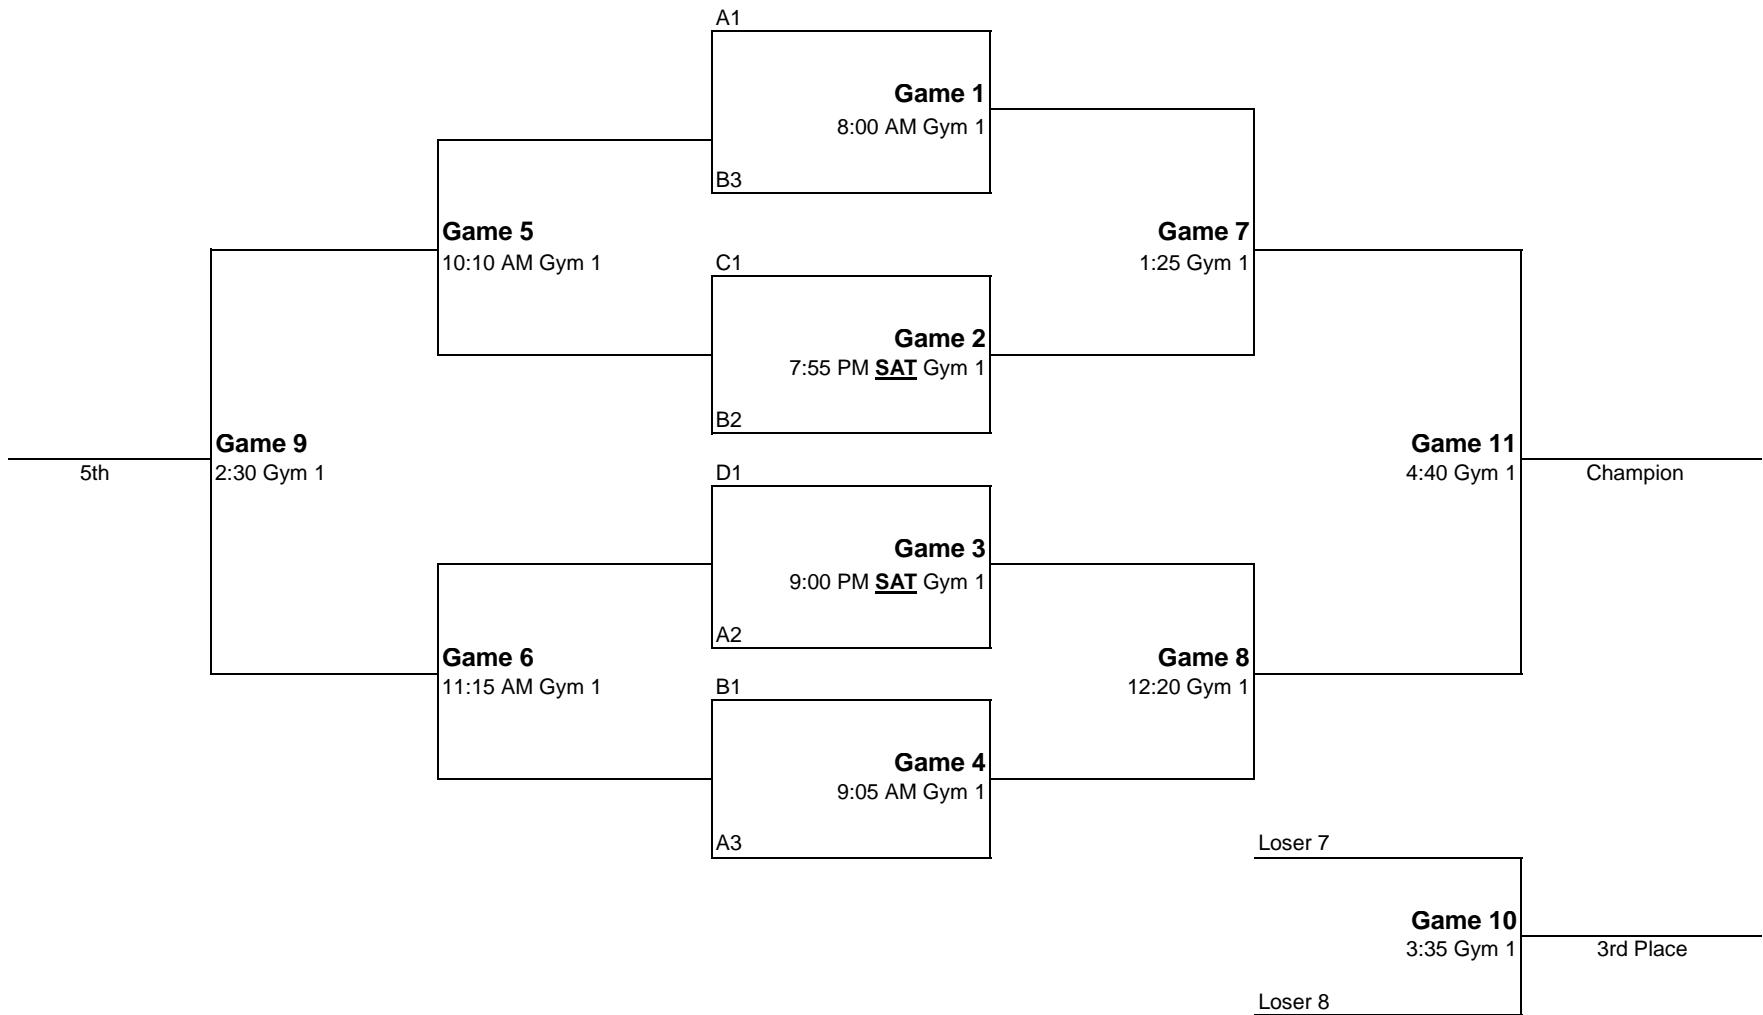 A1
Game 1
8:00 AM Gym 1
B3
Game 5
10:10 AM Gym 1
Game 7
1:25 Gym 1
C1
Game 2
7:55 PM SAT Gym 1
B2
Game 9
2:30 Gym 1
5th
Game 11
4:40 Gym 1
Champion
D1
Game 3
9:00 PM SAT Gym 1
A2
Game 6
11:15 AM Gym 1
Game 8
12:20 Gym 1
B1
Game 4
9:05 AM Gym 1
A3
Loser 7
Game 10
3:35 Gym 1
3rd Place
Loser 8